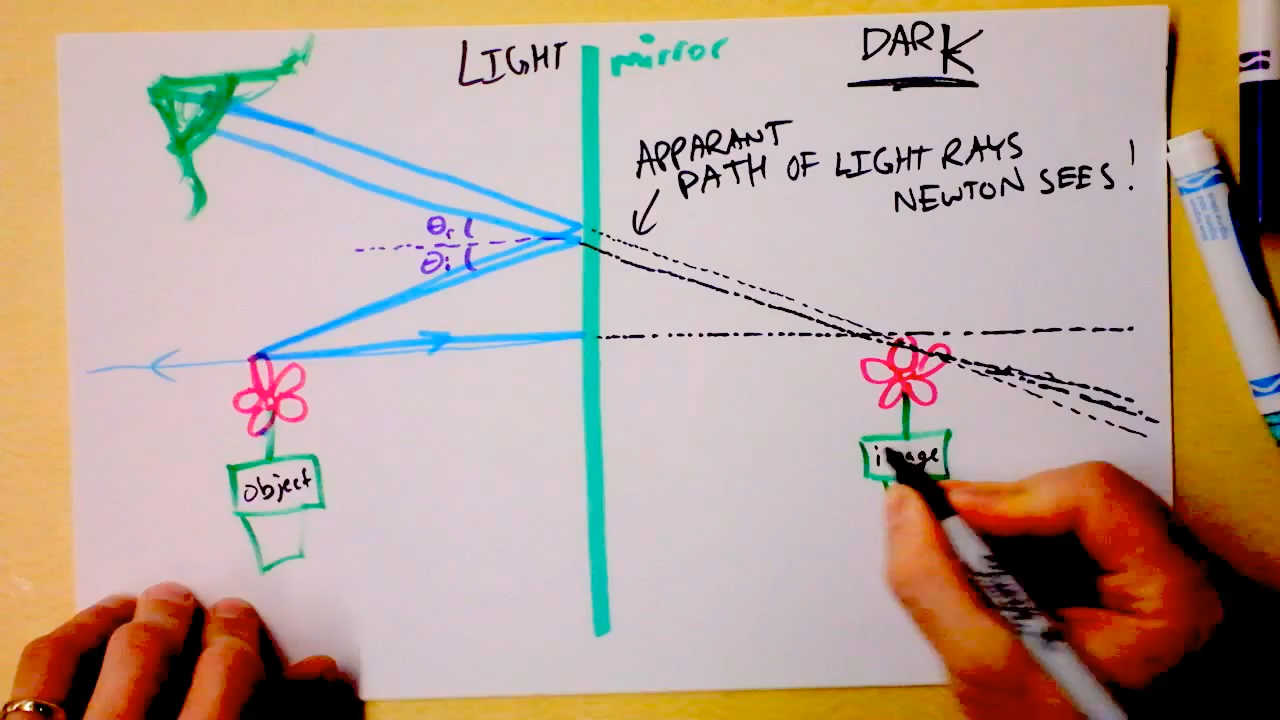 LIGHT
mirror
DARK
APPARANT
PATH OF LIGHT RAYS
NEWTON SEES!
θr
θi
object
image